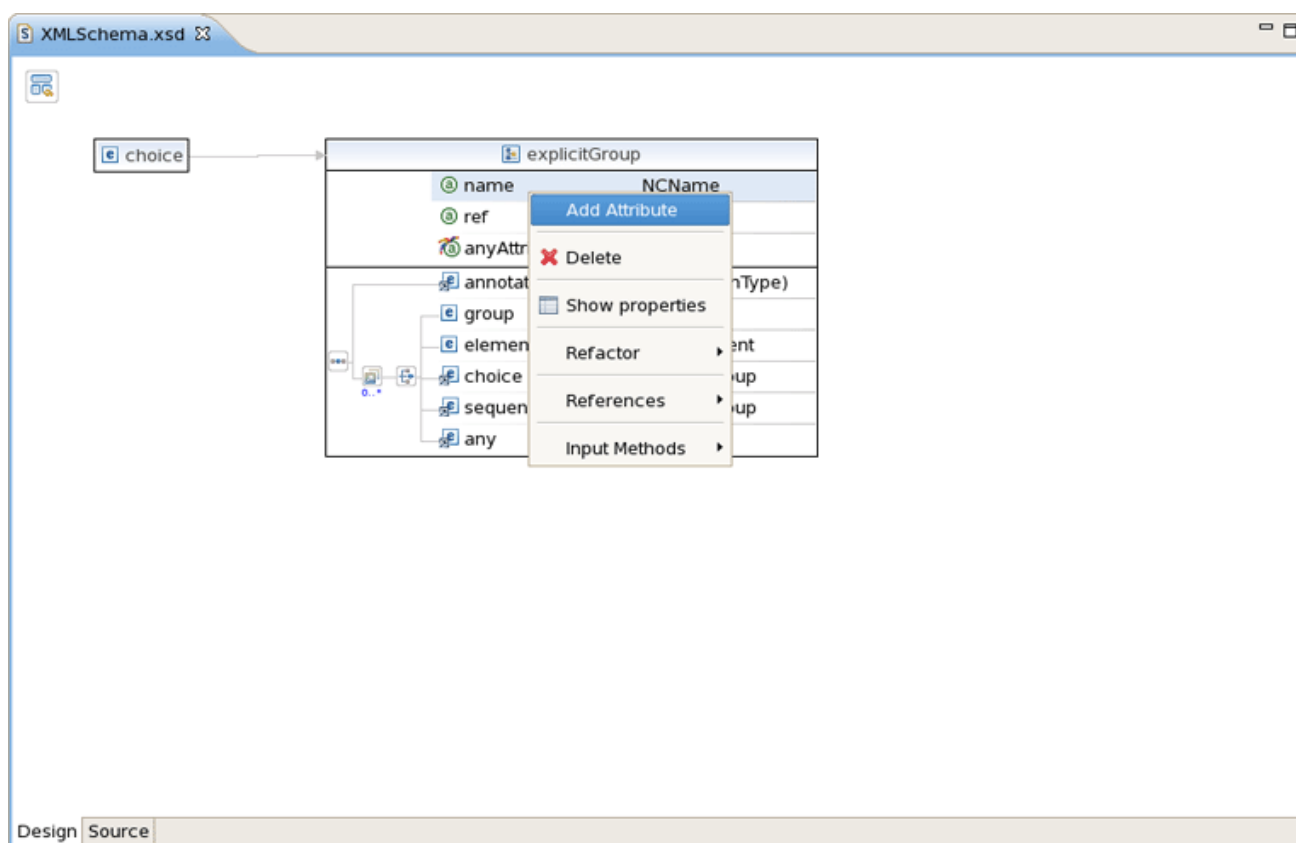 XMLSchema.xsd
choice
explicitGroup
name NCName
ref
anyAttr
annotat nType)
group
elemen ent
choice up
sequen up
any
0..*
Add Attribute
Delete
Show properties
Refactor
References
Input Methods
Design Source